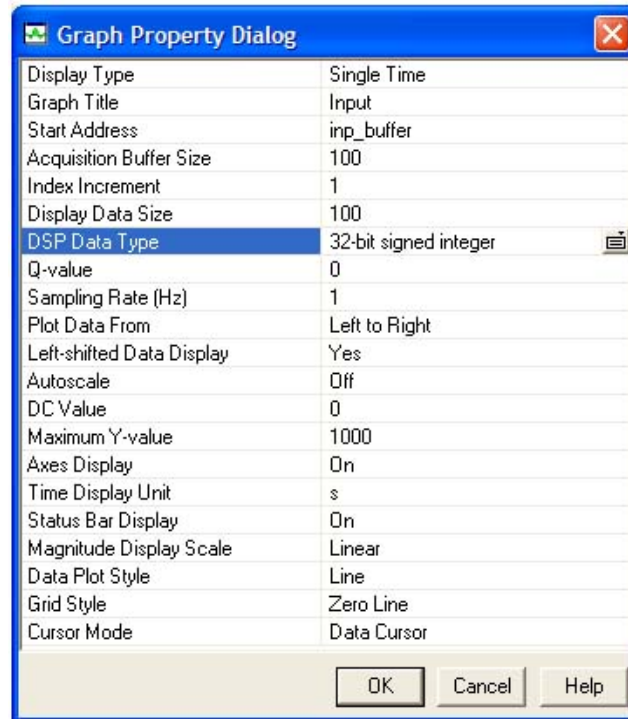 Graph Property Dialog
Display Type Single Time
Graph Title Input
Start Address inp_buffer
Acquisition Buffer Size 100
Index Increment 1
Display Data Size 100
DSP Data Type 32-bit signed integer
Q-value 0
Sampling Rate (Hz) 1
Plot Data From Left to Right
Left-shifted Data Display Yes
Autoscale Off
DC Value 0
Maximum Y-value 1000
Axes Display On
Time Display Unit s
Status Bar Display On
Magnitude Display Scale Linear
Data Plot Style Line
Grid Style Zero Line
Cursor Mode Data Cursor
OK Cancel Help